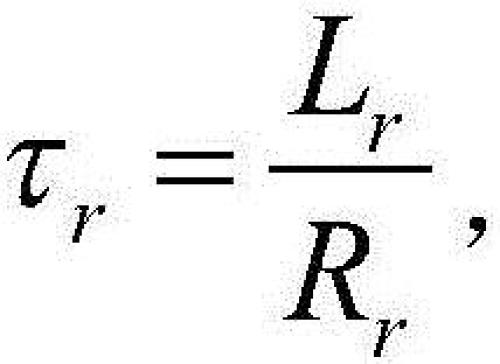 τ_r = L_r / R_r ,